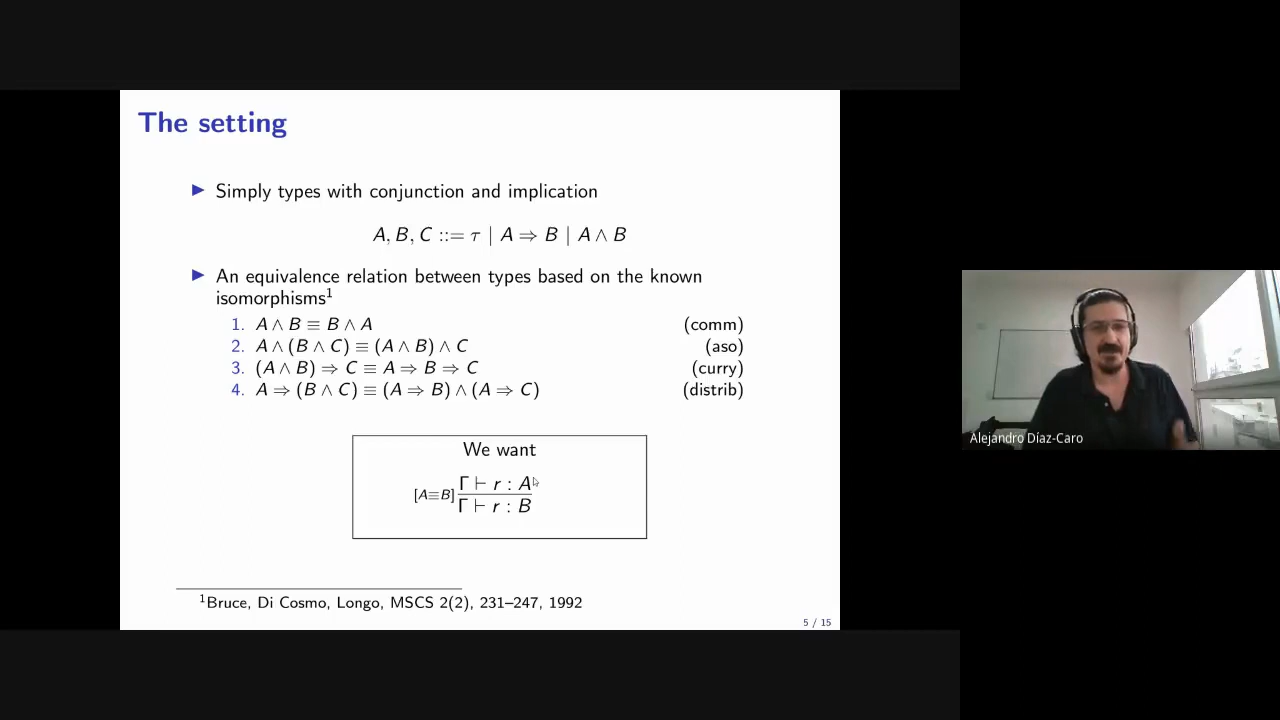 The setting
▶ Simply types with conjunction and implication
A, B, C ::= τ | A ⇒ B | A ∧ B
▶ An equivalence relation between types based on the known
isomorphisms¹
1. A ∧ B ≡ B ∧ A (comm)
2. A ∧ (B ∧ C) ≡ (A ∧ B) ∧ C (aso)
3. (A ∧ B) ⇒ C ≡ A ⇒ B ⇒ C (curry)
4. A ⇒ (B ∧ C) ≡ (A ⇒ B) ∧ (A ⇒ C) (distrib)
We want
Γ ⊢ r : A
[A≡B]
Γ ⊢ r : B
¹Bruce, Di Cosmo, Longo, MSCS 2(2), 231–247, 1992
5 / 15
Alejandro Díaz-Caro